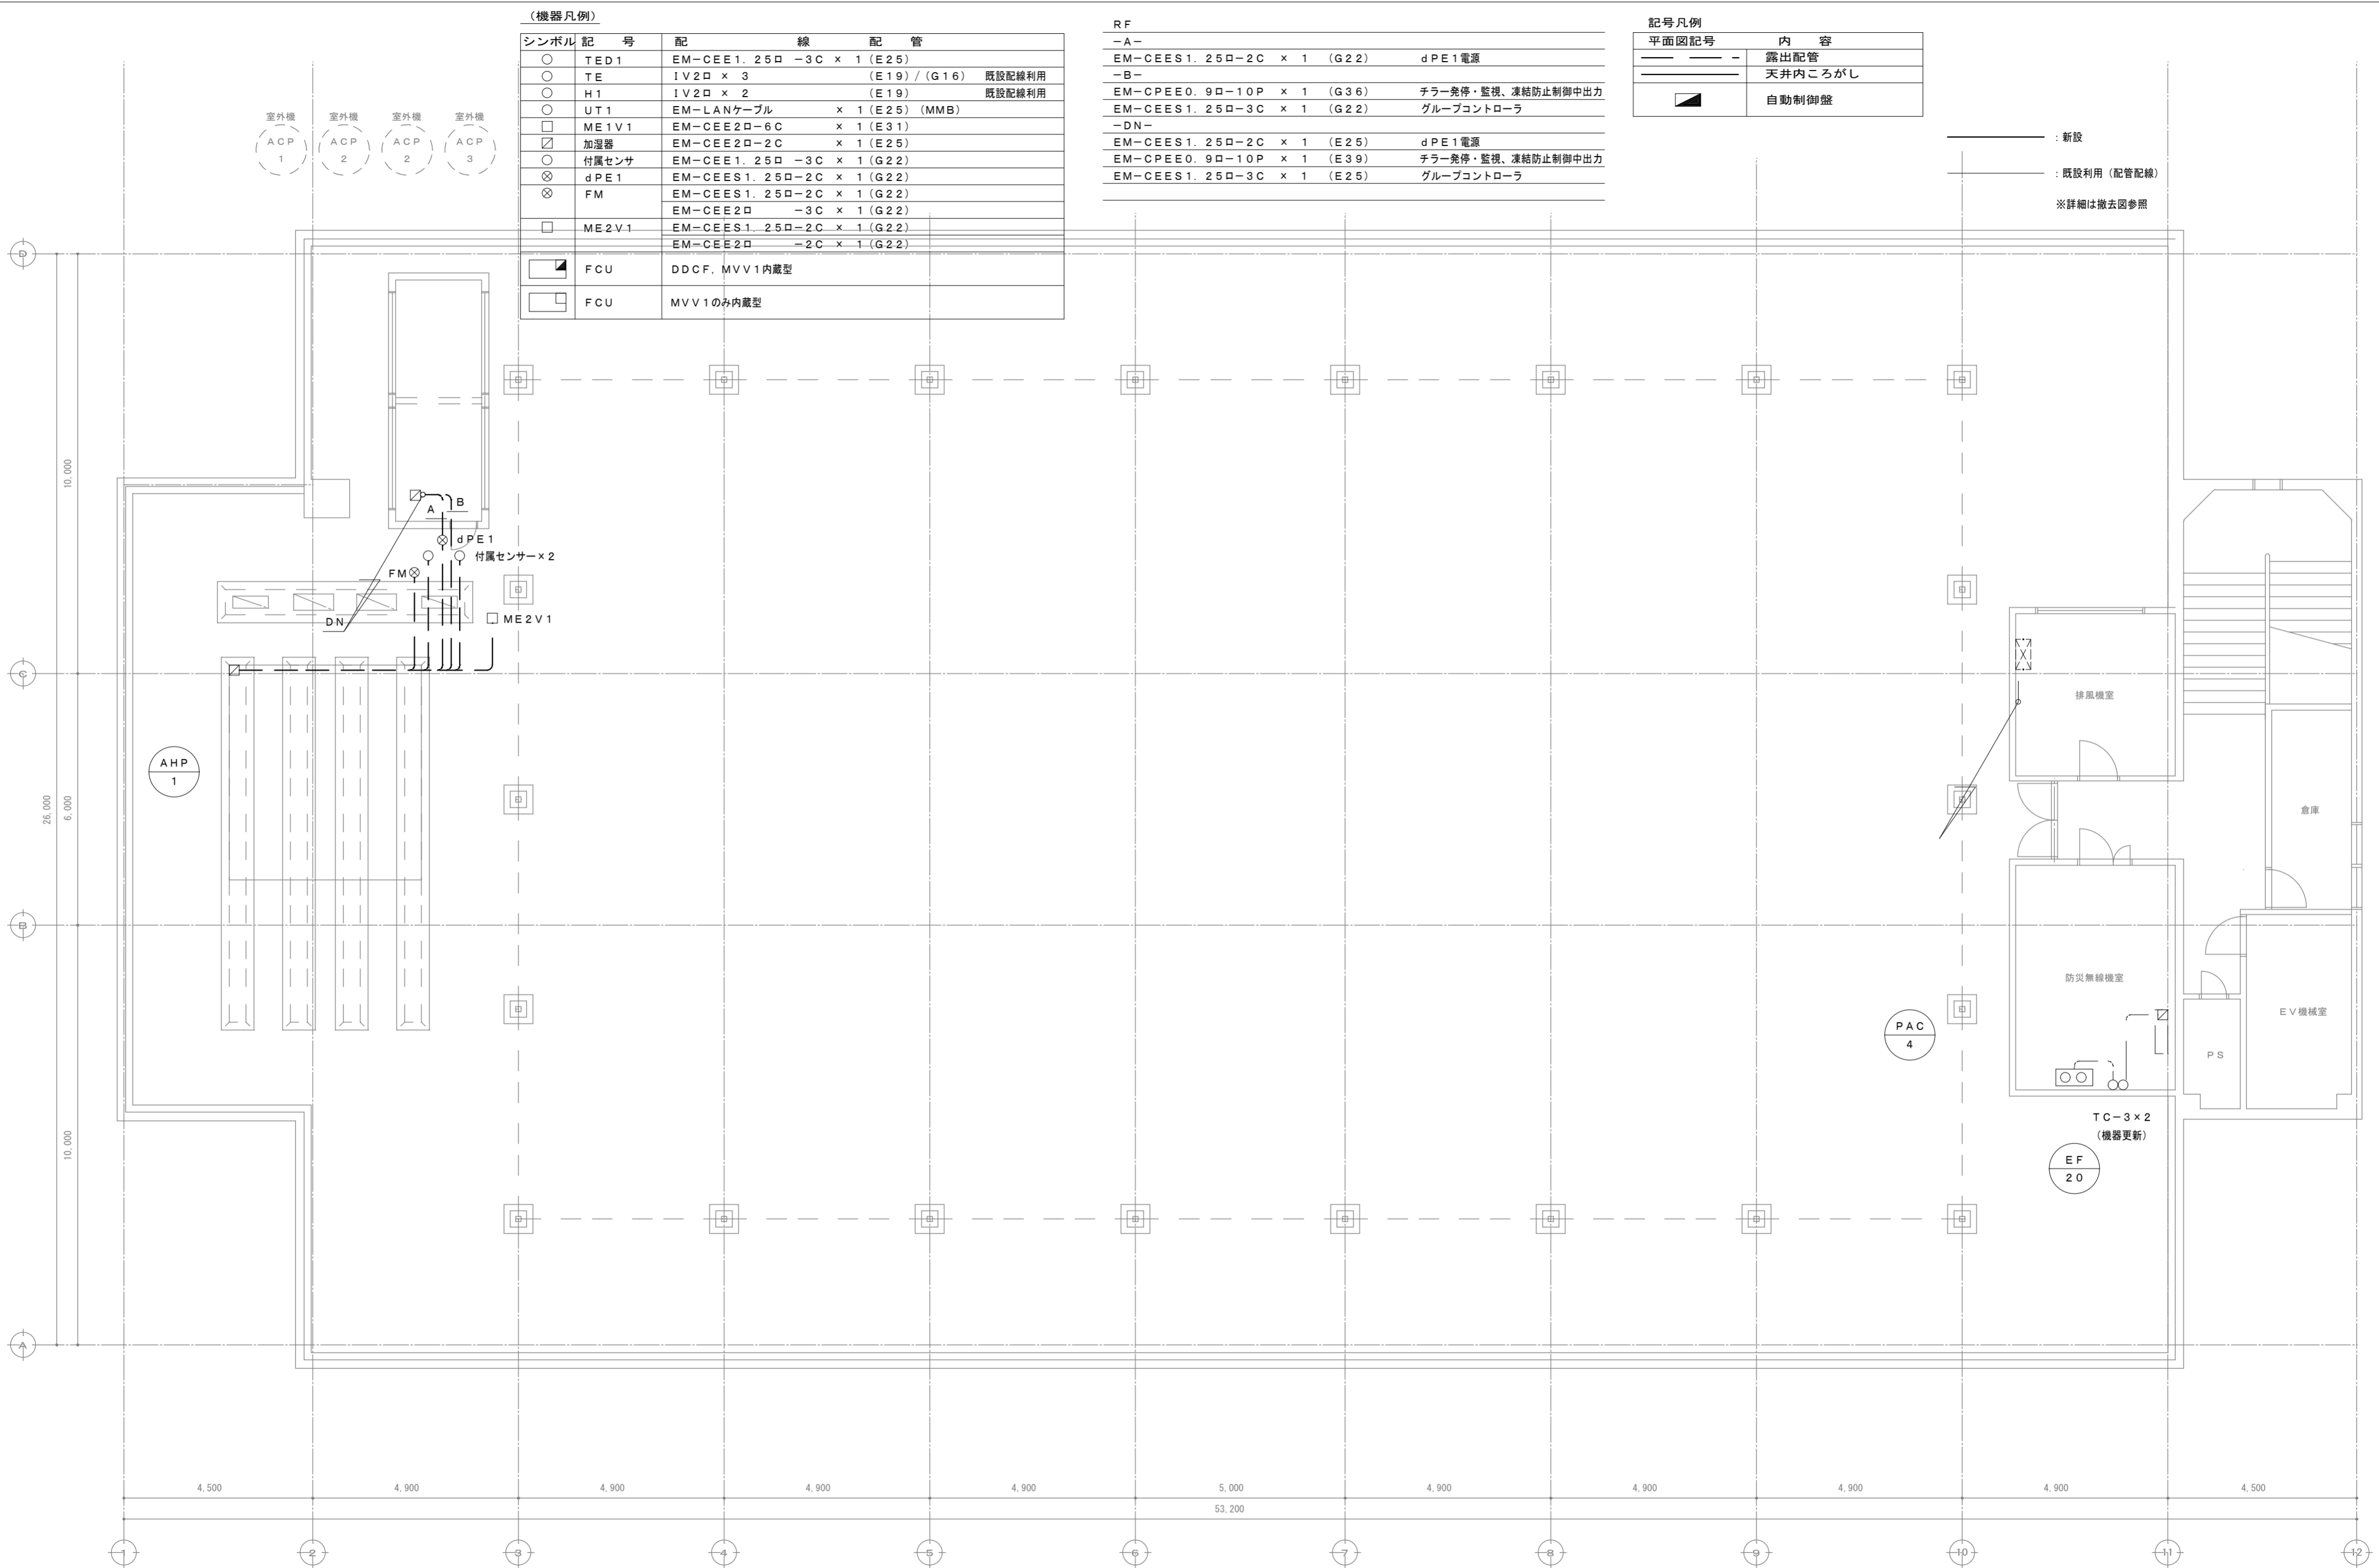 (機器凡例)
シンボル 記 号 配 線 配 管
TED1 EM-CEE1.25□ -3C × 1 (E25)
TE IV2□ × 3 (E19)/(G16) 既設配線利用
H1 IV2□ × 2 (E19) 既設配線利用
UT1 EM-LANケーブル × 1 (E25) (MMB)
ME1V1 EM-CEE2□-6C × 1 (E31)
加湿器 EM-CEE2□-2C × 1 (E25)
付属センサ EM-CEE1.25□ -3C × 1 (G22)
dPE1 EM-CEES1.25□-2C × 1 (G22)
FM EM-CEES1.25□-2C × 1 (G22)
EM-CEE2□ -3C × 1 (G22)
ME2V1 EM-CEES1.25□-2C × 1 (G22)
EM-CEE2□ -2C × 1 (G22)
FCU DDCF, MVV1内蔵型
FCU MVV1のみ内蔵型
RF
-A-
EM-CEES1.25□-2C × 1 (G22) dPE1電源
-B-
EM-CPEE0.9□-10P × 1 (G36) チラー発停・監視、凍結防止制御中出力
EM-CEES1.25□-3C × 1 (G22) グループコントローラ
-DN-
EM-CEES1.25□-2C × 1 (E25) dPE1電源
EM-CPEE0.9□-10P × 1 (E39) チラー発停・監視、凍結防止制御中出力
EM-CEES1.25□-3C × 1 (E25) グループコントローラ
記号凡例
平面図記号 内 容
露出配管
天井内ころがし
自動制御盤
:新設
:既設利用(配管配線)
※詳細は撤去図参照
室外機 室外機 室外機 室外機
ACP ACP ACP ACP
1 2 2 3
D
10,000
A B
dPE1
付属センサー×2
FM
DN
ME2V1
C
排風機室
AHP
1
26,000
6,000
倉庫
B
防災無線機室
EV機械室
PAC
4
PS
TC-3×2
(機器更新)
10,000
EF
20
A
4,500 4,900 4,900 4,900 4,900 5,000 4,900 4,900 4,900 4,900 4,500
53,200
1 2 3 4 5 6 7 8 9 10 11 12